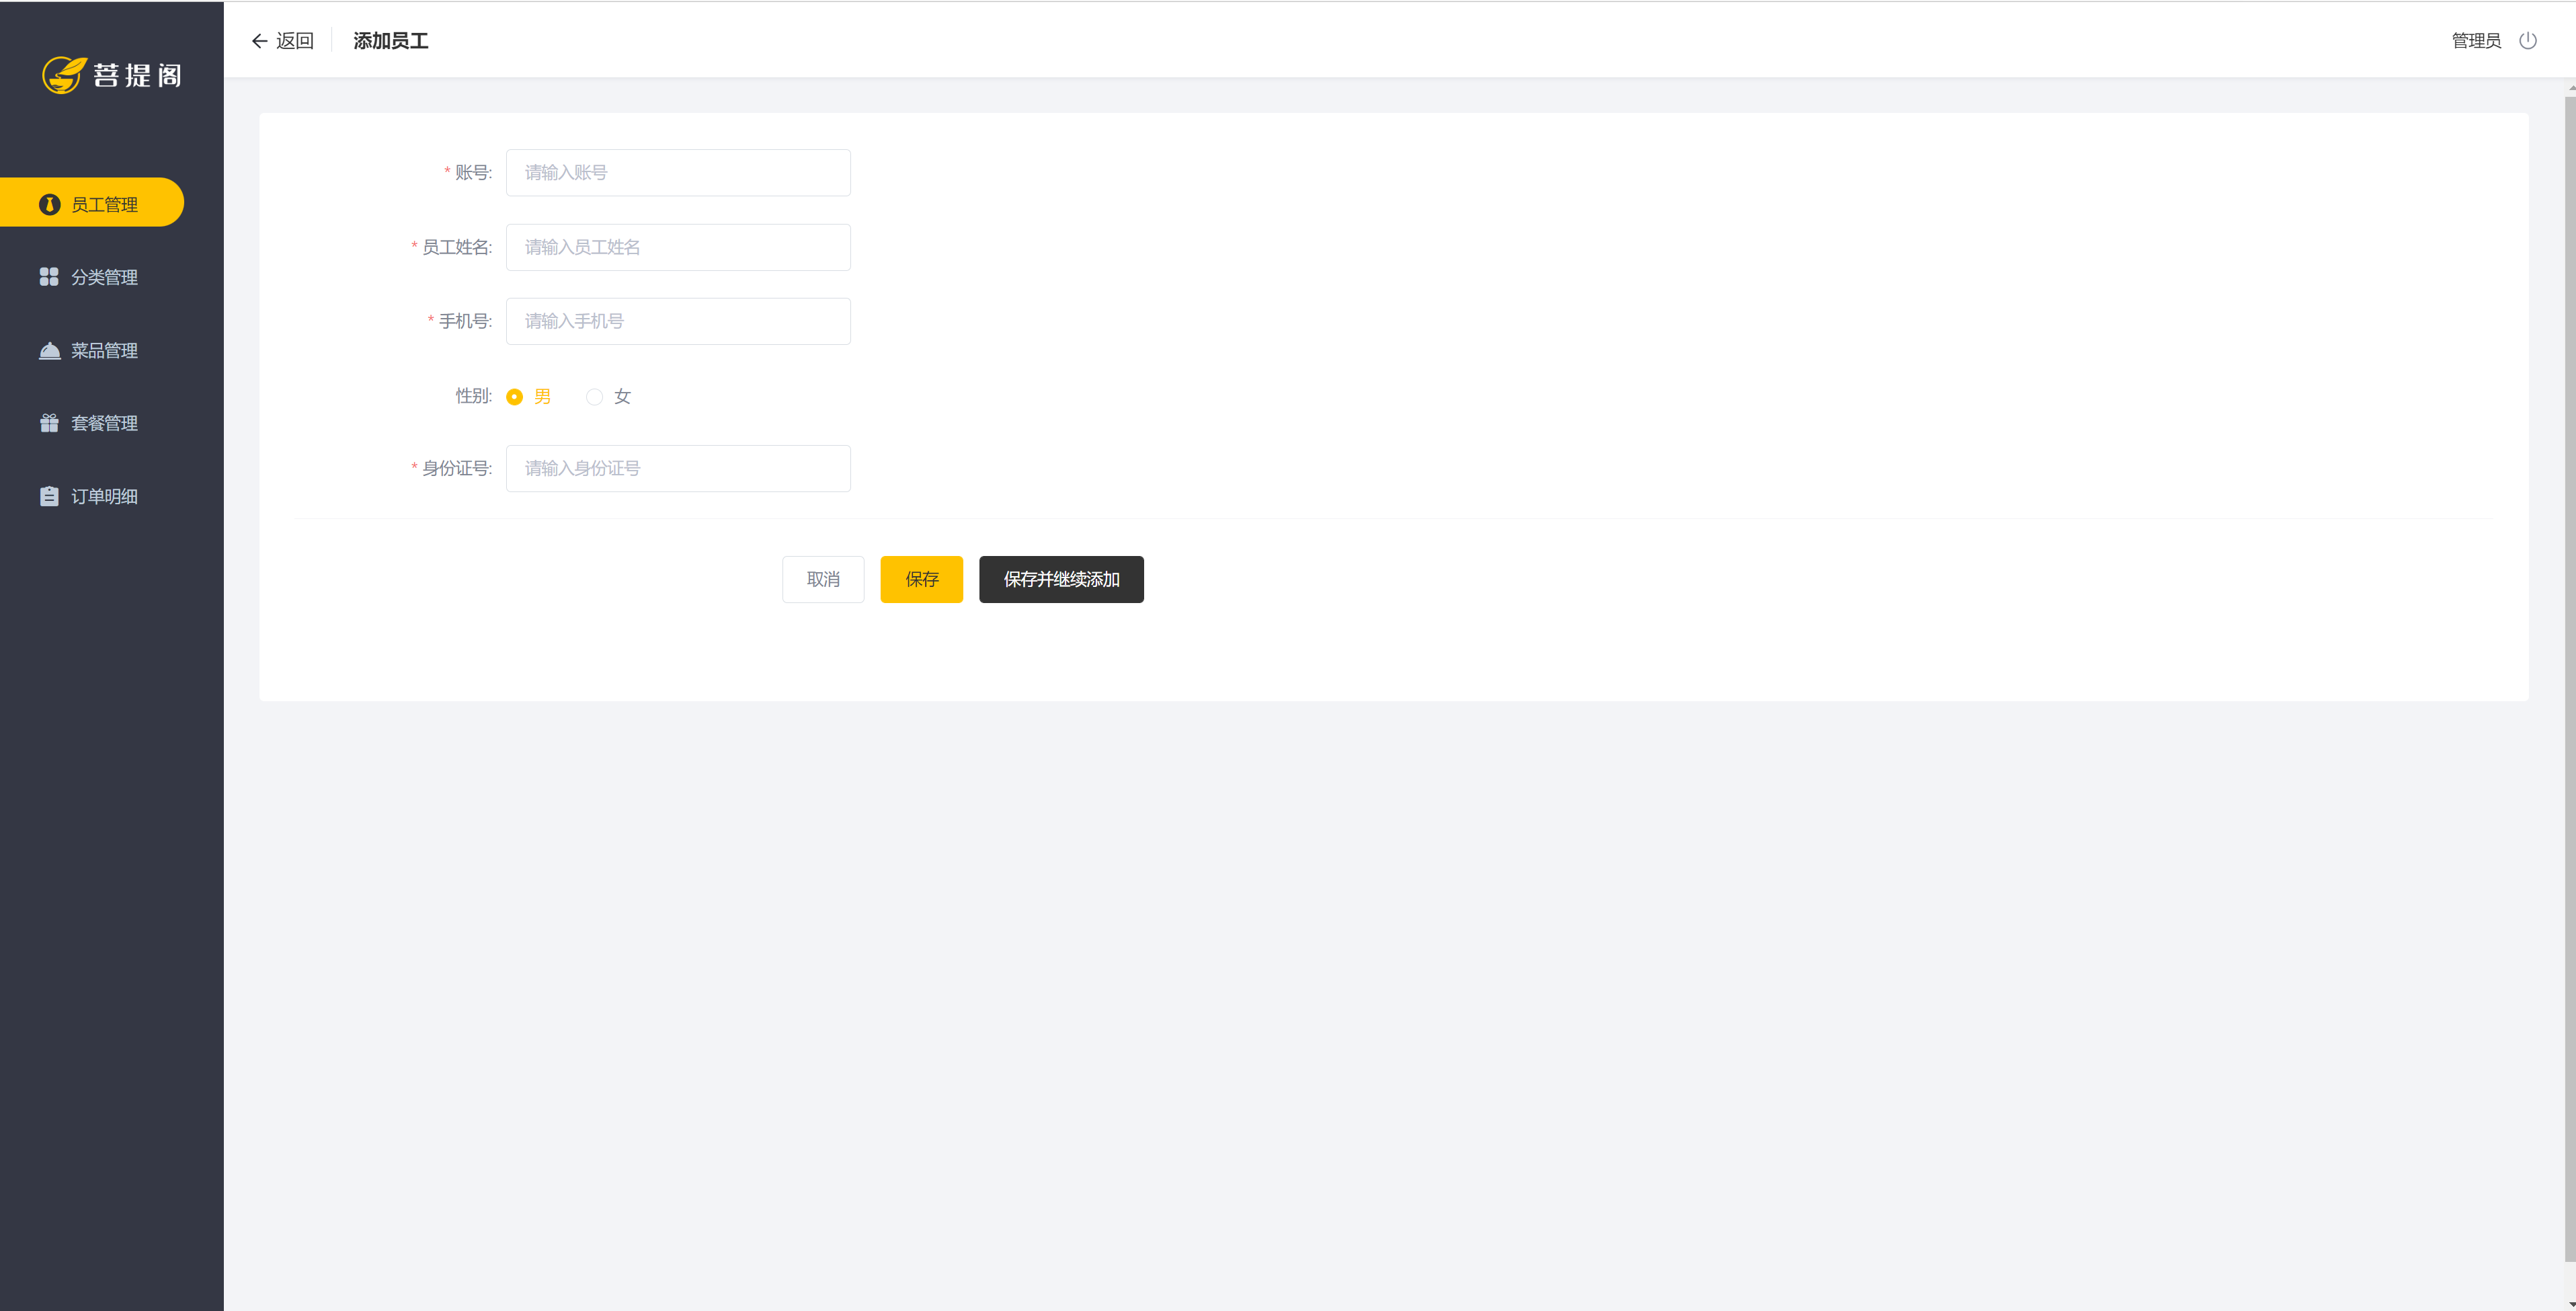 菩提阁
员工管理
分类管理
菜品管理
套餐管理
订单明细
返回 添加员工 管理员
* 账号: 请输入账号
* 员工姓名: 请输入员工姓名
* 手机号: 请输入手机号
性别: 男 女
* 身份证号: 请输入身份证号
取消 保存 保存并继续添加